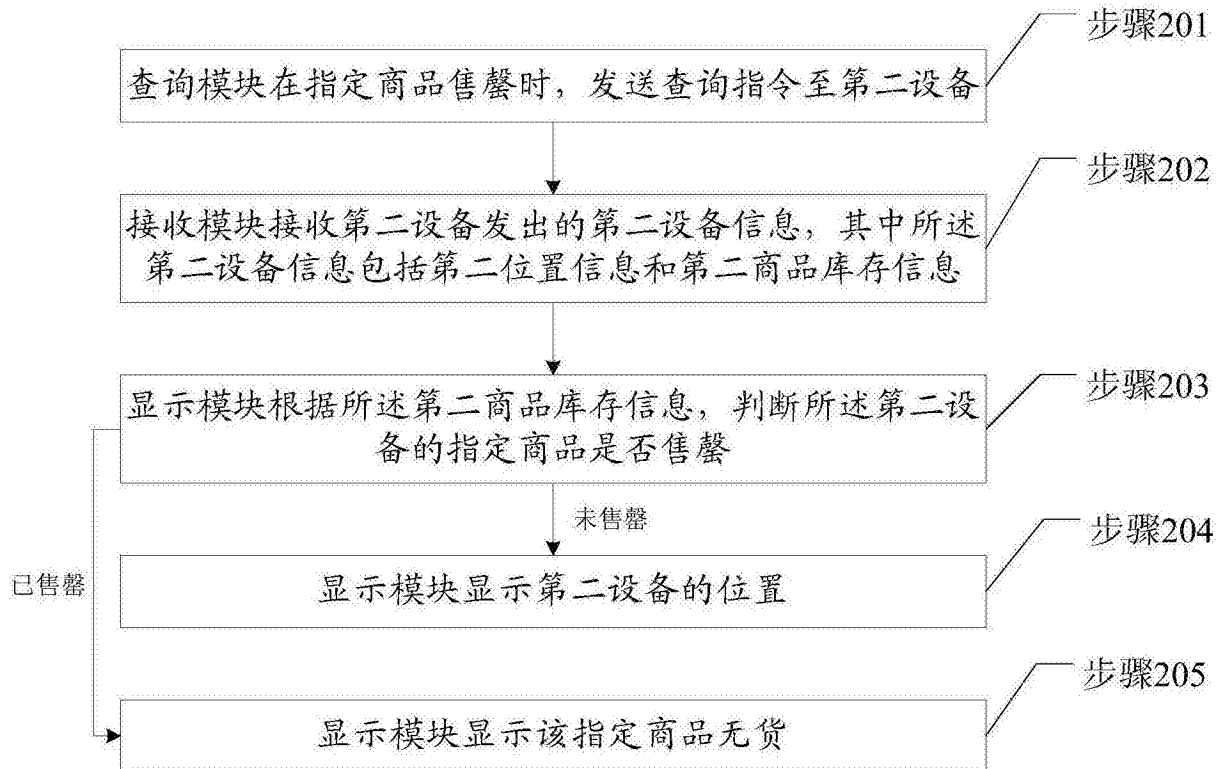 步骤201
查询模块在指定商品售罄时，发送查询指令至第二设备
步骤202
接收模块接收第二设备发出的第二设备信息，其中所述
第二设备信息包括第二位置信息和第二商品库存信息
步骤203
显示模块根据所述第二商品库存信息，判断所述第二设
备的指定商品是否售罄
未售罄
步骤204
已售罄
显示模块显示第二设备的位置
步骤205
显示模块显示该指定商品无货